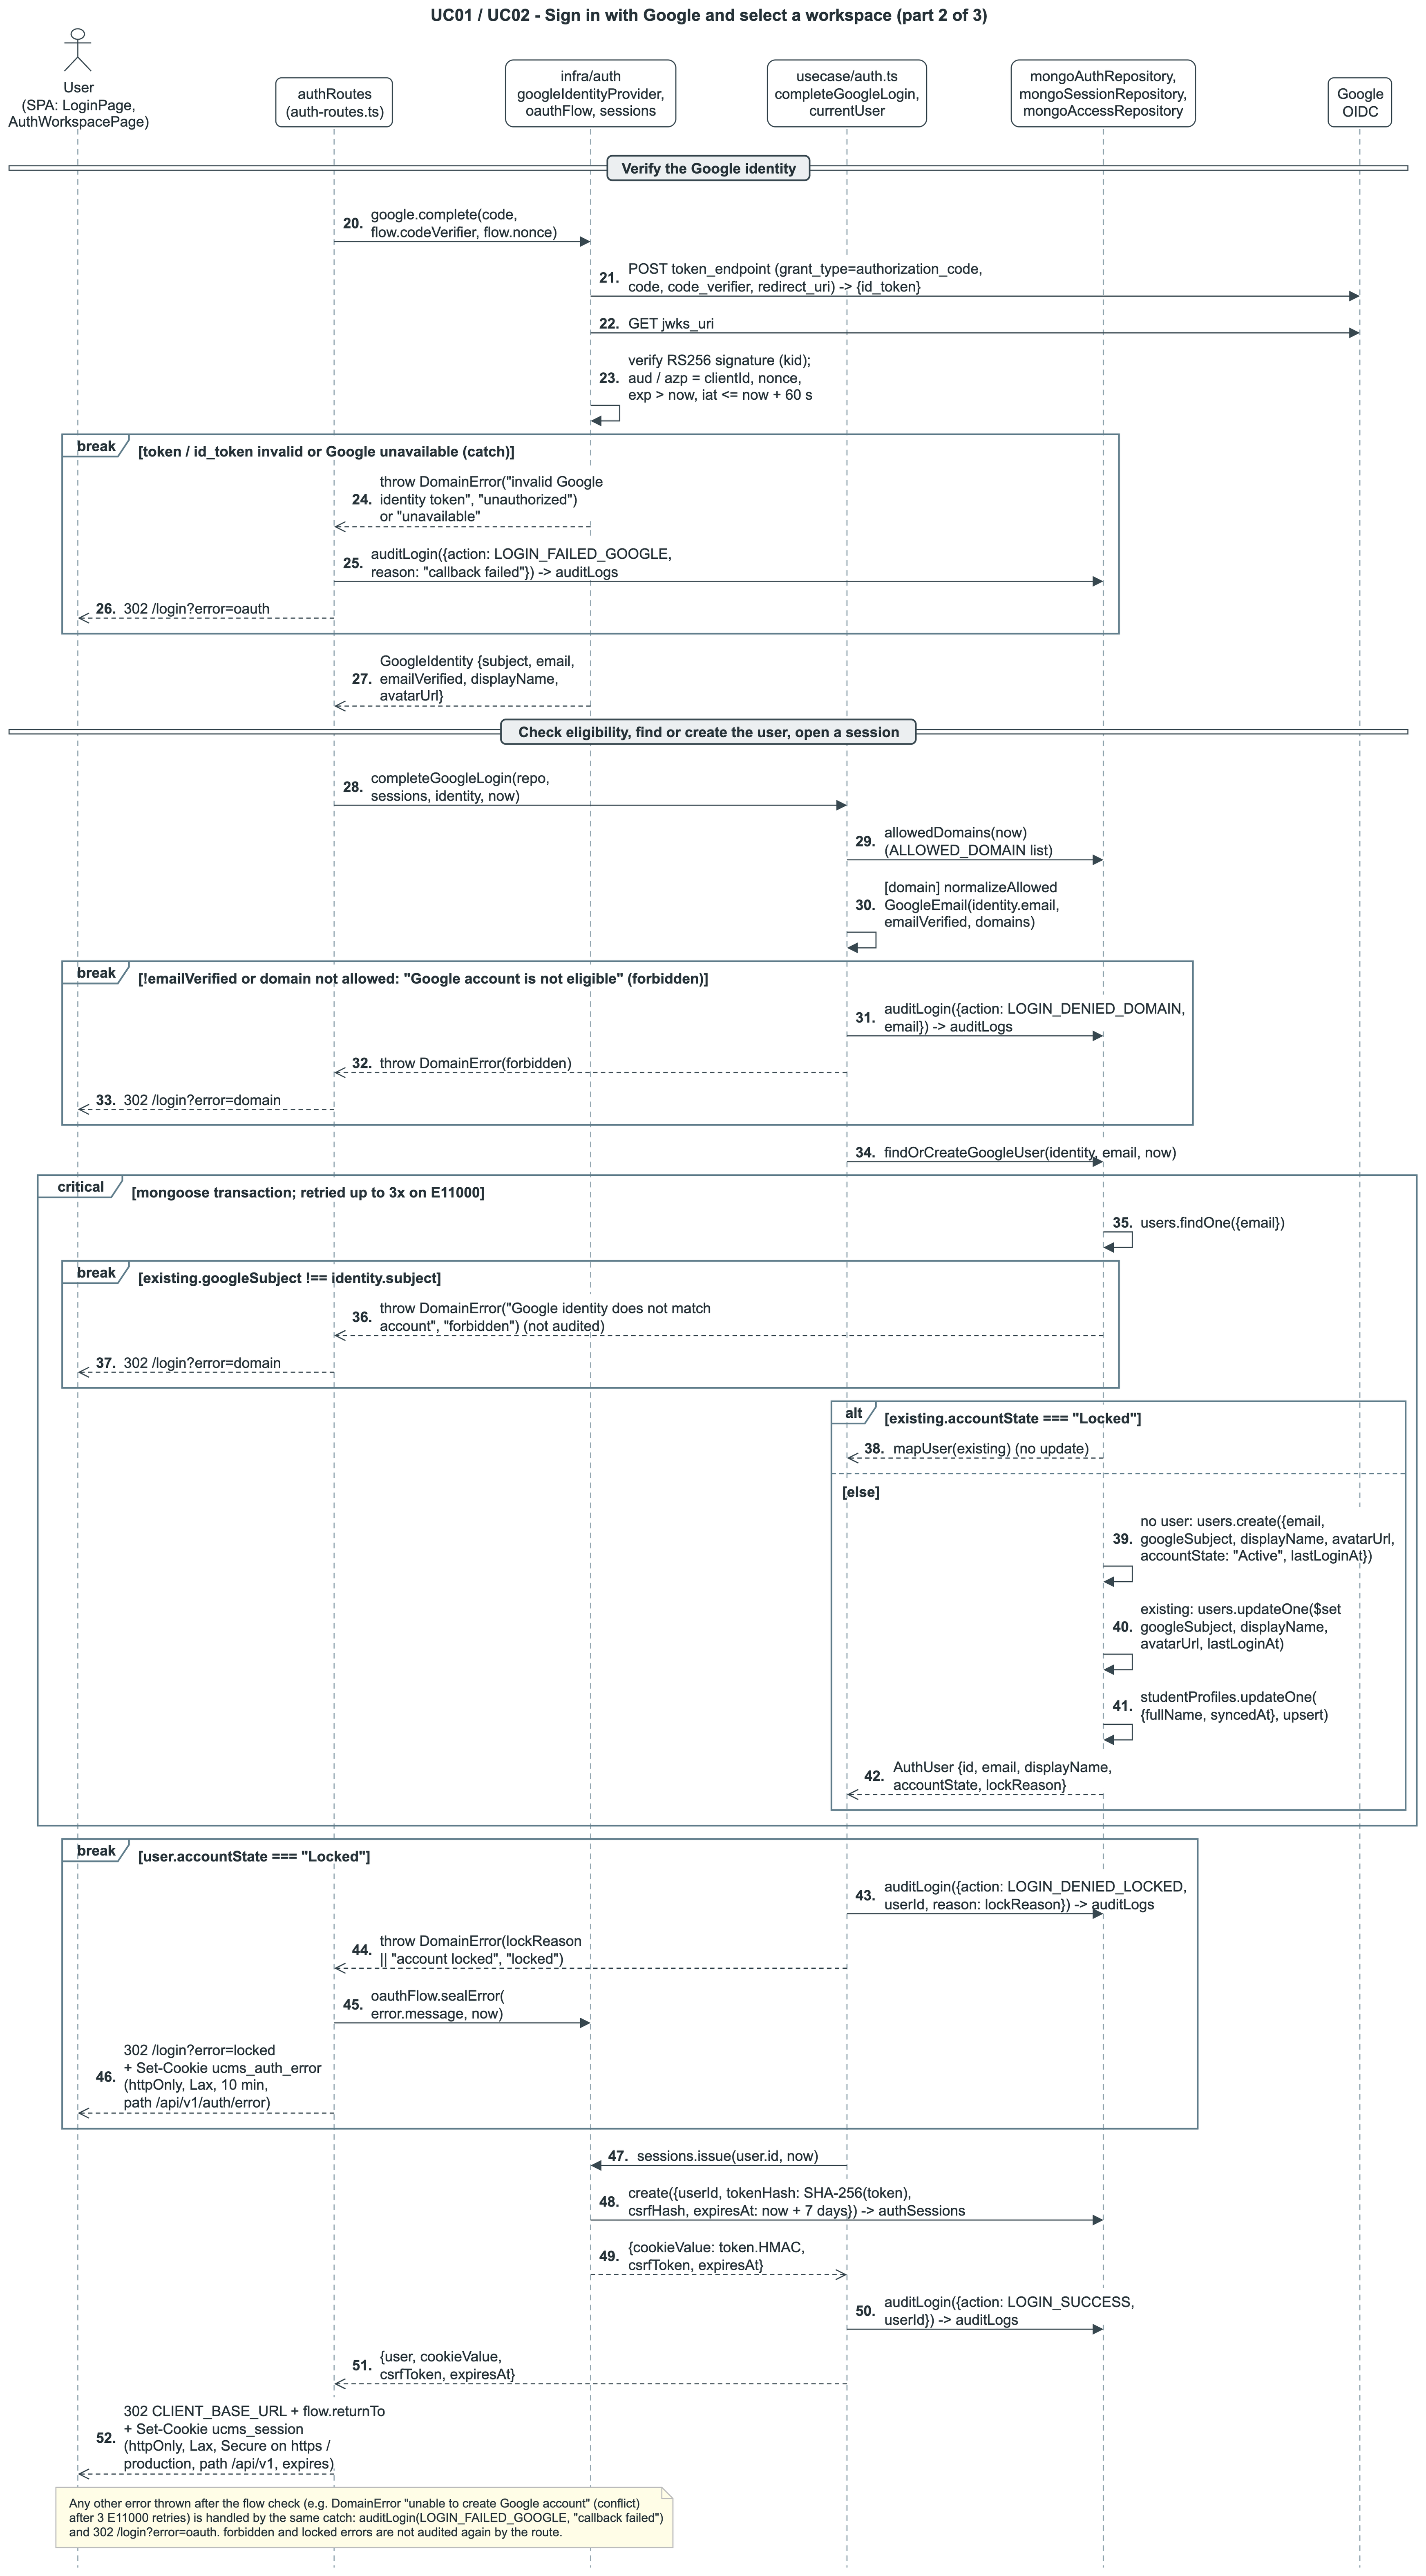 UC01 / UC02 - Sign in with Google and select a workspace (part 2 of 3)
User
(SPA: LoginPage,
AuthWorkspacePage)
authRoutes
(auth-routes.ts)
infra/auth
googleIdentityProvider,
oauthFlow, sessions
usecase/auth.ts
completeGoogleLogin,
currentUser
mongoAuthRepository,
mongoSessionRepository,
mongoAccessRepository
Google
OIDC
Verify the Google identity
20. google.complete(code,
flow.codeVerifier, flow.nonce)
21. POST token_endpoint (grant_type=authorization_code,
code, code_verifier, redirect_uri) -> {id_token}
22. GET jwks_uri
23. verify RS256 signature (kid);
aud / azp = clientId, nonce,
exp > now, iat <= now + 60 s
break [token / id_token invalid or Google unavailable (catch)]
24. throw DomainError("invalid Google
identity token", "unauthorized")
or "unavailable"
25. auditLogin({action: LOGIN_FAILED_GOOGLE,
reason: "callback failed"}) -> auditLogs
26. 302 /login?error=oauth
27. GoogleIdentity {subject, email,
emailVerified, displayName,
avatarUrl}
Check eligibility, find or create the user, open a session
28. completeGoogleLogin(repo,
sessions, identity, now)
29. allowedDomains(now)
(ALLOWED_DOMAIN list)
30. [domain] normalizeAllowed
GoogleEmail(identity.email,
emailVerified, domains)
break [!emailVerified or domain not allowed: "Google account is not eligible" (forbidden)]
31. auditLogin({action: LOGIN_DENIED_DOMAIN,
email}) -> auditLogs
32. throw DomainError(forbidden)
33. 302 /login?error=domain
34. findOrCreateGoogleUser(identity, email, now)
critical [mongoose transaction; retried up to 3x on E11000]
35. users.findOne({email})
break [existing.googleSubject !== identity.subject]
36. throw DomainError("Google identity does not match
account", "forbidden") (not audited)
37. 302 /login?error=domain
alt [existing.accountState === "Locked"]
38. mapUser(existing) (no update)
[else]
39. no user: users.create({email,
googleSubject, displayName, avatarUrl,
accountState: "Active", lastLoginAt})
40. existing: users.updateOne($set
googleSubject, displayName,
avatarUrl, lastLoginAt)
41. studentProfiles.updateOne(
{fullName, syncedAt}, upsert)
42. AuthUser {id, email, displayName,
accountState, lockReason}
break [user.accountState === "Locked"]
43. auditLogin({action: LOGIN_DENIED_LOCKED,
userId, reason: lockReason}) -> auditLogs
44. throw DomainError(lockReason
|| "account locked", "locked")
45. oauthFlow.sealError(
error.message, now)
46. 302 /login?error=locked
+ Set-Cookie ucms_auth_error
(httpOnly, Lax, 10 min,
path /api/v1/auth/error)
47. sessions.issue(user.id, now)
48. create({userId, tokenHash: SHA-256(token),
csrfHash, expiresAt: now + 7 days}) -> authSessions
49. {cookieValue: token.HMAC,
csrfToken, expiresAt}
50. auditLogin({action: LOGIN_SUCCESS,
userId}) -> auditLogs
51. {user, cookieValue,
csrfToken, expiresAt}
52. 302 CLIENT_BASE_URL + flow.returnTo
+ Set-Cookie ucms_session
(httpOnly, Lax, Secure on https /
production, path /api/v1, expires)
Any other error thrown after the flow check (e.g. DomainError "unable to create Google account" (conflict)
after 3 E11000 retries) is handled by the same catch: auditLogin(LOGIN_FAILED_GOOGLE, "callback failed")
and 302 /login?error=oauth. forbidden and locked errors are not audited again by the route.